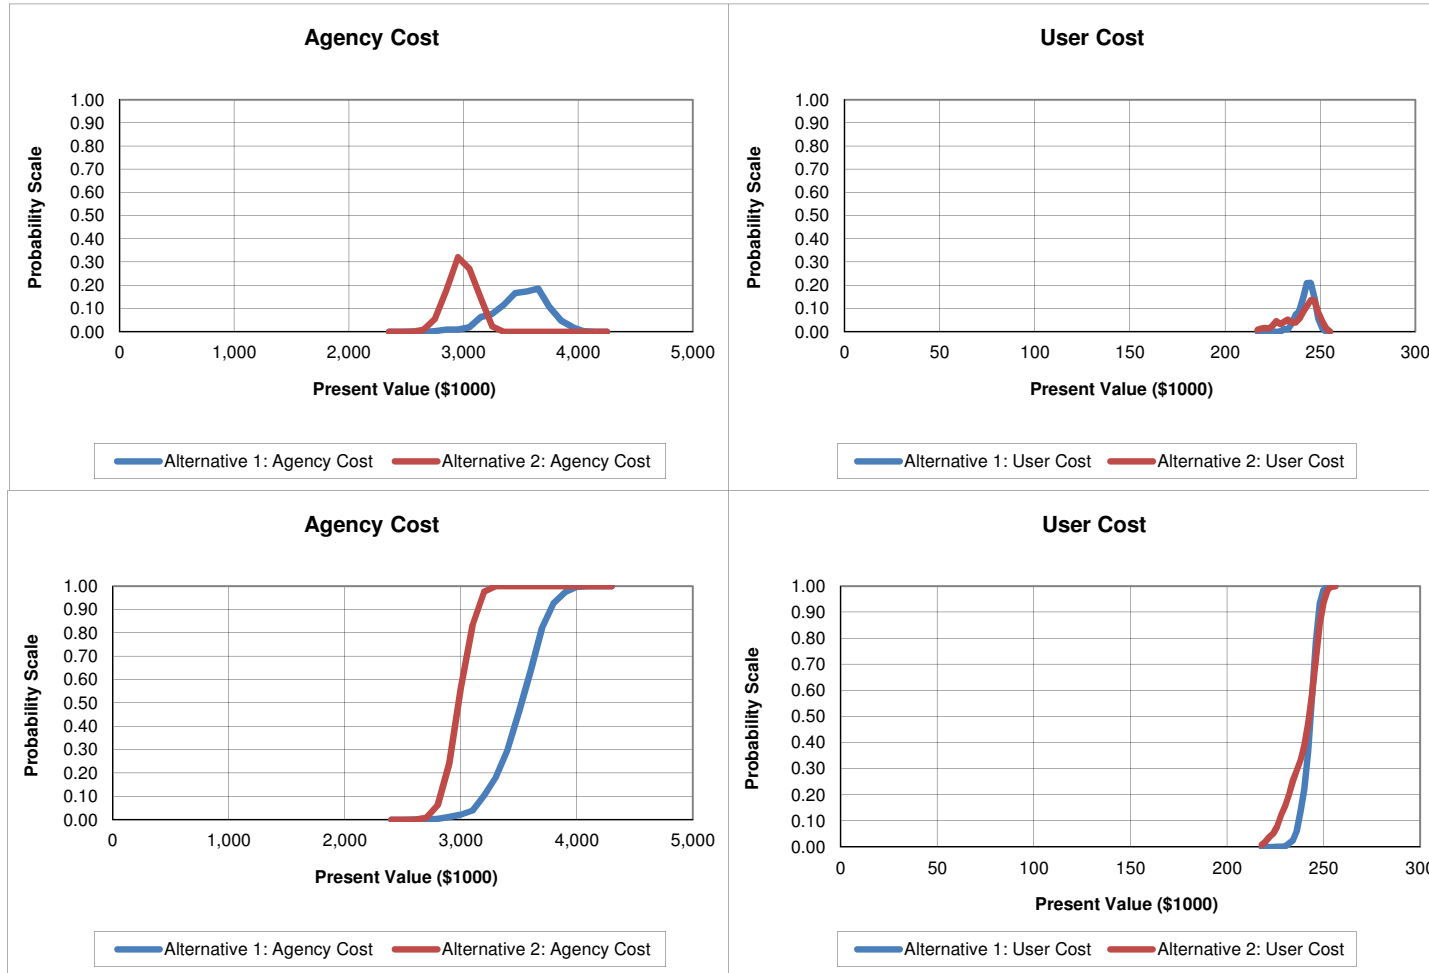 Agency Cost
1.00
0.90
0.80
0.70
0.60
0.50
0.40
0.30
0.20
0.10
0.00
Probability Scale
0 1,000 2,000 3,000 4,000 5,000
Present Value ($1000)
Alternative 1: Agency Cost Alternative 2: Agency Cost
User Cost
1.00
0.90
0.80
0.70
0.60
0.50
0.40
0.30
0.20
0.10
0.00
Probability Scale
0 50 100 150 200 250 300
Present Value ($1000)
Alternative 1: User Cost Alternative 2: User Cost
Agency Cost
1.00
0.90
0.80
0.70
0.60
0.50
0.40
0.30
0.20
0.10
0.00
Probability Scale
0 1,000 2,000 3,000 4,000 5,000
Present Value ($1000)
Alternative 1: Agency Cost Alternative 2: Agency Cost
User Cost
1.00
0.90
0.80
0.70
0.60
0.50
0.40
0.30
0.20
0.10
0.00
Probability Scale
0 50 100 150 200 250 300
Present Value ($1000)
Alternative 1: User Cost Alternative 2: User Cost